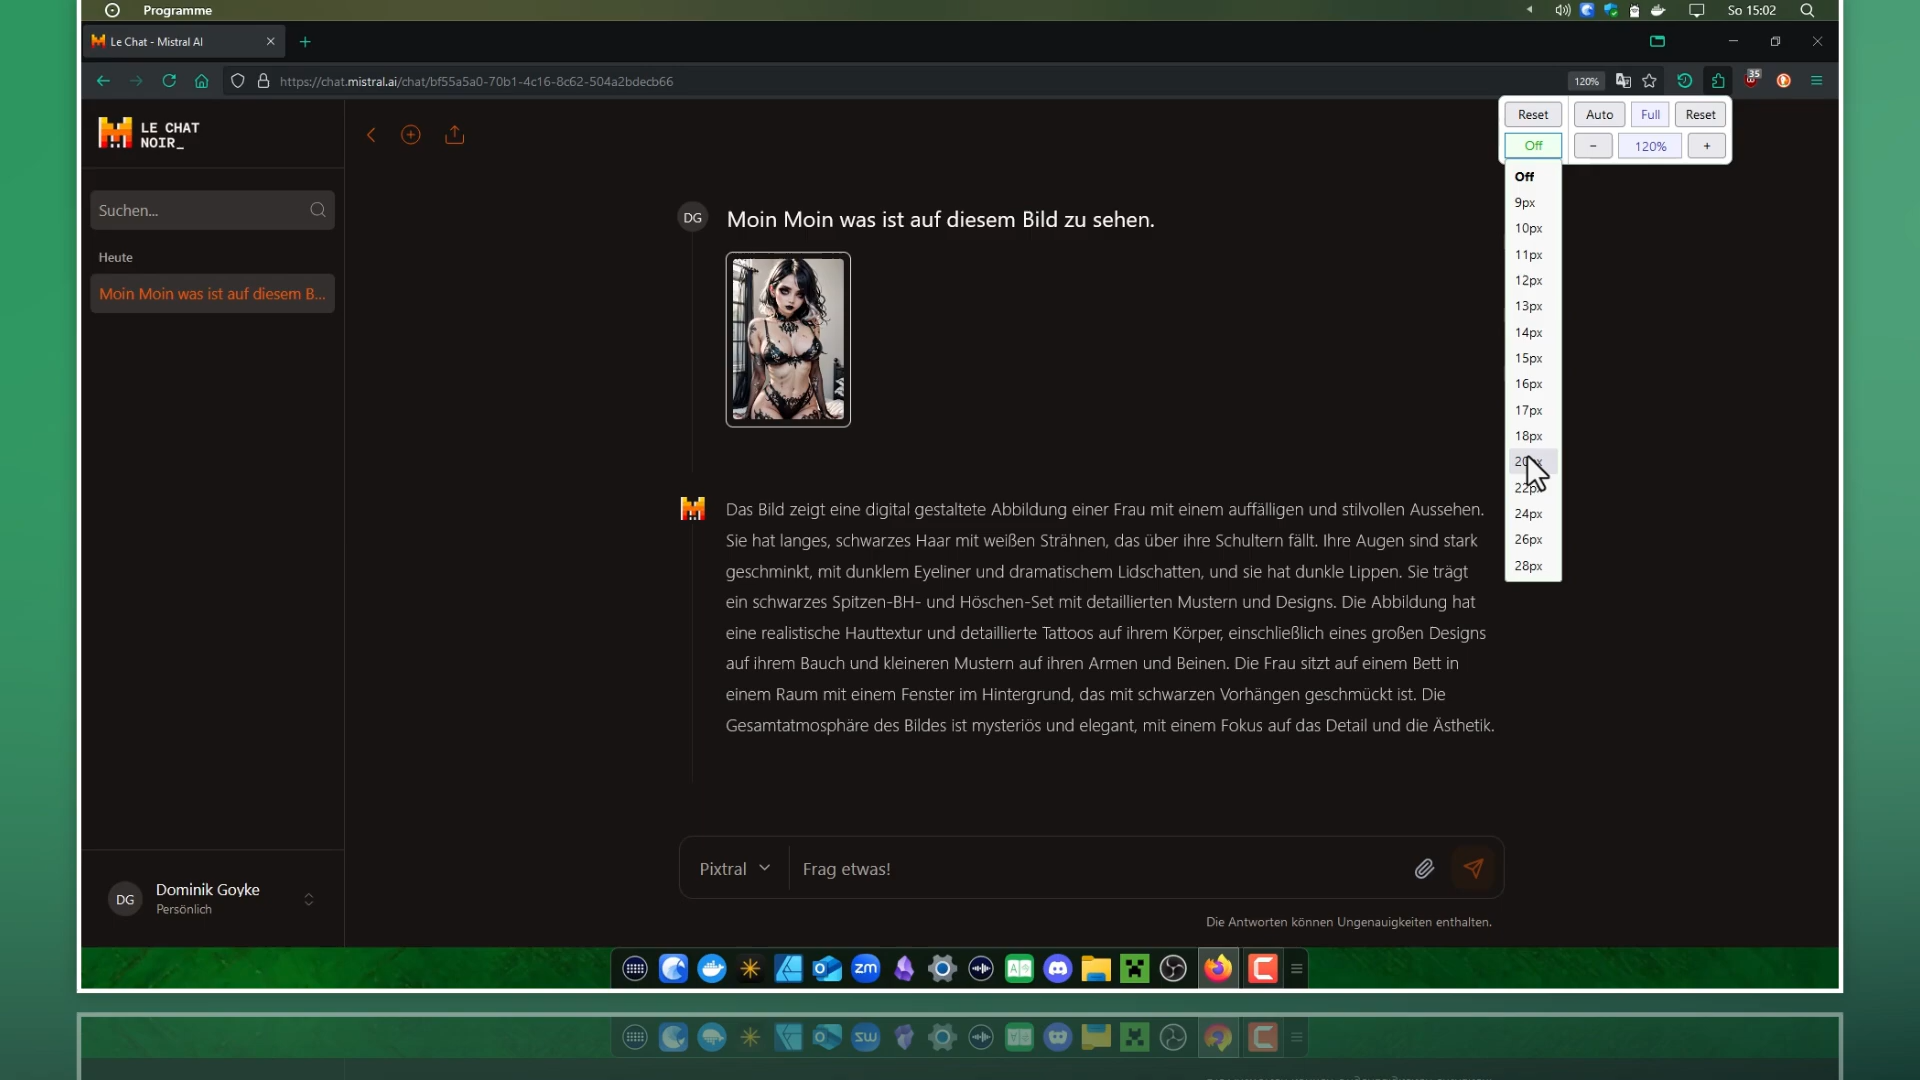 Programme
So 15:02
Le Chat - Mistral AI
https://chat.mistral.ai/chat/bf55a5a0-70b1-4c16-8c62-504a2bdecb66
120%
35
LE CHAT
NOIR_
Suchen...
Heute
Moin Moin was ist auf diesem B...
Reset
Auto
Full
Reset
Off
−
120%
+
Off
9px
10px
11px
12px
13px
14px
15px
16px
17px
18px
22px
24px
26px
28px
DG
Moin Moin was ist auf diesem Bild zu sehen.
Das Bild zeigt eine digital gestaltete Abbildung einer Frau mit einem auffälligen und stilvollen Aussehen.
Sie hat langes, schwarzes Haar mit weißen Strähnen, das über ihre Schultern fällt. Ihre Augen sind stark
geschminkt, mit dunklem Eyeliner und dramatischem Lidschatten, und sie hat dunkle Lippen. Sie trägt
ein schwarzes Spitzen-BH- und Höschen-Set mit detaillierten Mustern und Designs. Die Abbildung hat
eine realistische Hauttextur und detaillierte Tattoos auf ihrem Körper, einschließlich eines großen Designs
auf ihrem Bauch und kleineren Mustern auf ihren Armen und Beinen. Die Frau sitzt auf einem Bett in
einem Raum mit einem Fenster im Hintergrund, das mit schwarzen Vorhängen geschmückt ist. Die
Gesamtatmosphäre des Bildes ist mysteriös und elegant, mit einem Fokus auf das Detail und die Ästhetik.
Pixtral
Frag etwas!
Die Antworten können Ungenauigkeiten enthalten.
DG
Dominik Goyke
Persönlich
zm